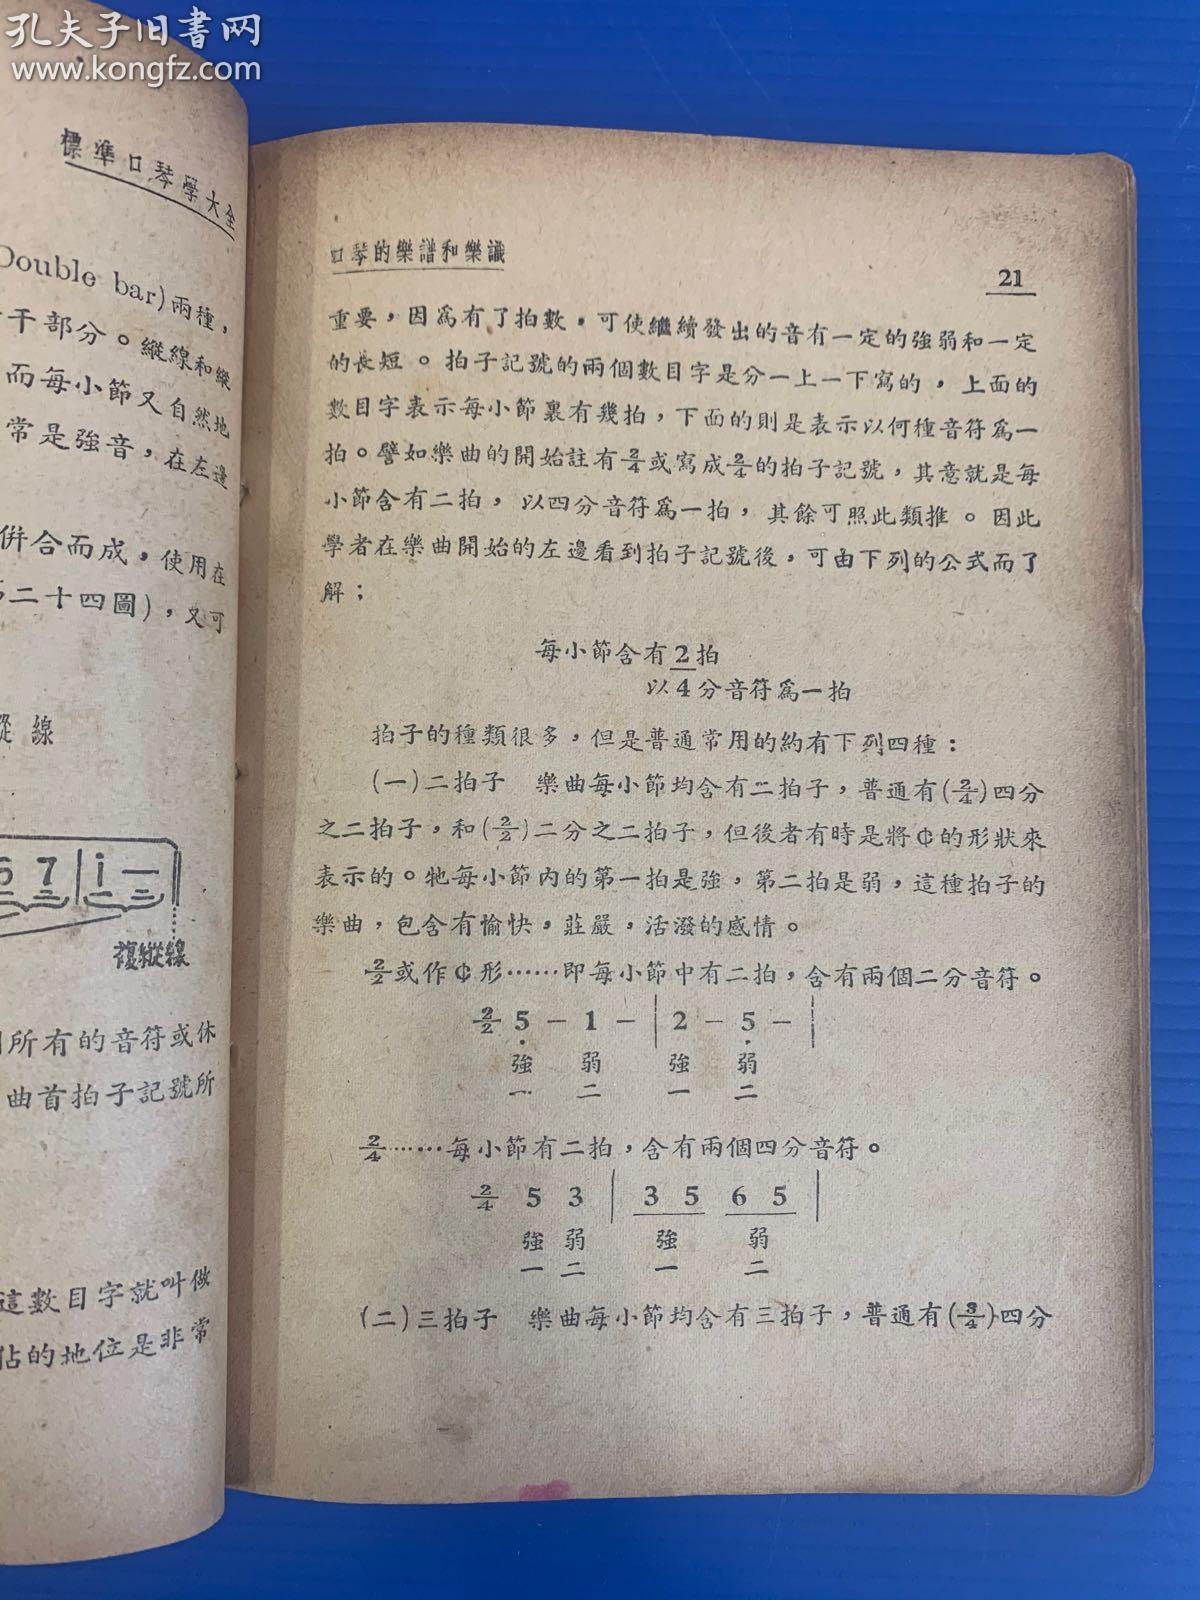 孔夫子旧書网
www.kongfz.com
標準口琴學大全
Double bar)兩種，
干部分。縱線和縱
而每小節又自然地
常是強音，在左邊
併合而成，使用在
二十四圖)，又可
縱線
6 7 | i — ‖
複縱線
所有的音符或休
曲首拍子記號所
這數目字就叫做
佔的地位是非常
口琴的樂譜和樂識
21
重要，因爲有了拍數，可使繼續發出的音有一定的強弱和一定
的長短。拍子記號的兩個數目字是分一上一下寫的，上面的
數目字表示每小節裏有幾拍，下面的則是表示以何種音符爲一
拍。譬如樂曲的開始註有2/4或寫成2/4的拍子記號，其意就是每
小節含有二拍，以四分音符爲一拍，其餘可照此類推。因此
學者在樂曲開始的左邊看到拍子記號後，可由下列的公式而了
解；
每小節含有2拍
以4分音符爲一拍
拍子的種類很多，但是普通常用的約有下列四種：
(一)二拍子　樂曲每小節均含有二拍子，普通有(2/4)四分
之二拍子，和(2/2)二分之二拍子，但後者有時是將¢的形狀來
表示的。牠每小節內的第一拍是強，第二拍是弱，這種拍子的
樂曲，包含有愉快，莊嚴，活潑的感情。
2/2或作¢形……即每小節中有二拍，含有兩個二分音符。
2/2 5̣ — 1 — | 2 — 5̣ — |
強 弱 強 弱
一 二 一 二
2/4……每小節有二拍，含有兩個四分音符。
2/4 5 3 | 3 5 6 5 |
強 弱 強 弱
一 二 一 二
(二)三拍子　樂曲每小節均含有三拍子，普通有(3/4)四分